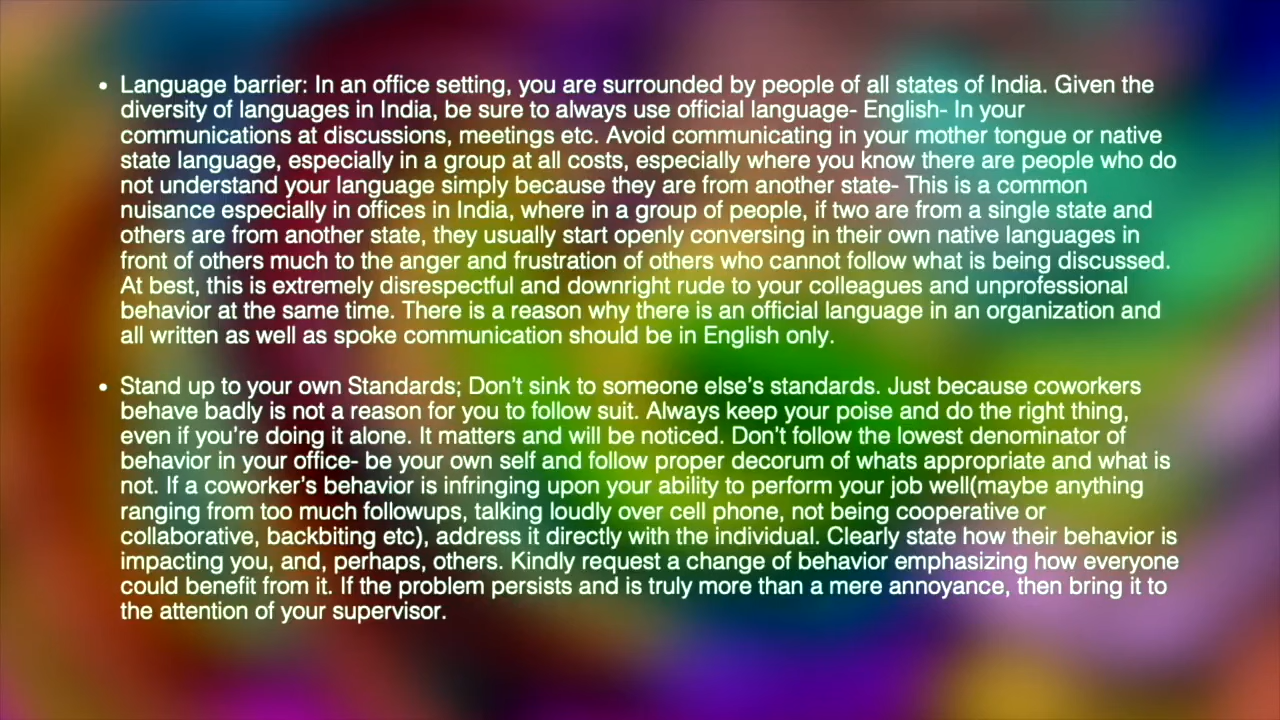 • Language barrier: In an office setting, you are surrounded by people of all states of India. Given the
diversity of languages in India, be sure to always use official language- English- In your
communications at discussions, meetings etc. Avoid communicating in your mother tongue or native
state language, especially in a group at all costs, especially where you know there are people who do
not understand your language simply because they are from another state- This is a common
nuisance especially in offices in India, where in a group of people, if two are from a single state and
others are from another state, they usually start openly conversing in their own native languages in
front of others much to the anger and frustration of others who cannot follow what is being discussed.
At best, this is extremely disrespectful and downright rude to your colleagues and unprofessional
behavior at the same time. There is a reason why there is an official language in an organization and
all written as well as spoke communication should be in English only.
• Stand up to your own Standards; Don't sink to someone else's standards. Just because coworkers
behave badly is not a reason for you to follow suit. Always keep your poise and do the right thing,
even if you're doing it alone. It matters and will be noticed. Don't follow the lowest denominator of
behavior in your office- be your own self and follow proper decorum of whats appropriate and what is
not. If a coworker's behavior is infringing upon your ability to perform your job well(maybe anything
ranging from too much followups, talking loudly over cell phone, not being cooperative or
collaborative, backbiting etc), address it directly with the individual. Clearly state how their behavior is
impacting you, and, perhaps, others. Kindly request a change of behavior emphasizing how everyone
could benefit from it. If the problem persists and is truly more than a mere annoyance, then bring it to
the attention of your supervisor.